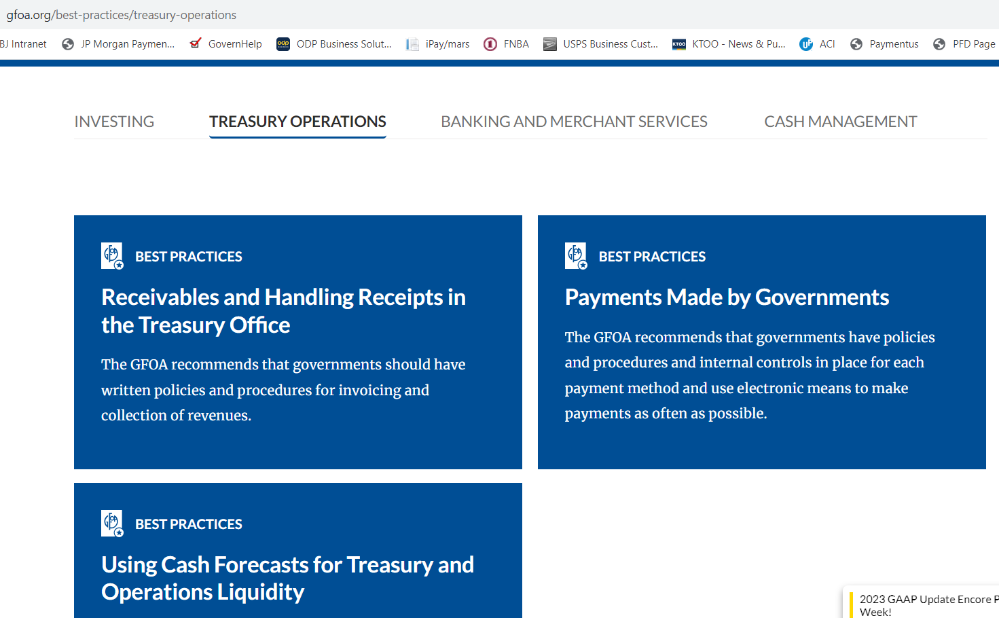 gfoa.org/best-practices/treasury-operations
BJ Intranet JP Morgan Paymen... GovernHelp ODP Business Solut... iPay/mars FNBA USPS Business Cust... KTOO - News & Pu... ACI Paymentus PFD Page
INVESTING TREASURY OPERATIONS BANKING AND MERCHANT SERVICES CASH MANAGEMENT
BEST PRACTICES
Receivables and Handling Receipts in
the Treasury Office
The GFOA recommends that governments should have
written policies and procedures for invoicing and
collection of revenues.
BEST PRACTICES
Payments Made by Governments
The GFOA recommends that governments have policies
and procedures and internal controls in place for each
payment method and use electronic means to make
payments as often as possible.
BEST PRACTICES
Using Cash Forecasts for Treasury and
Operations Liquidity
2023 GAAP Update Encore P
Week!